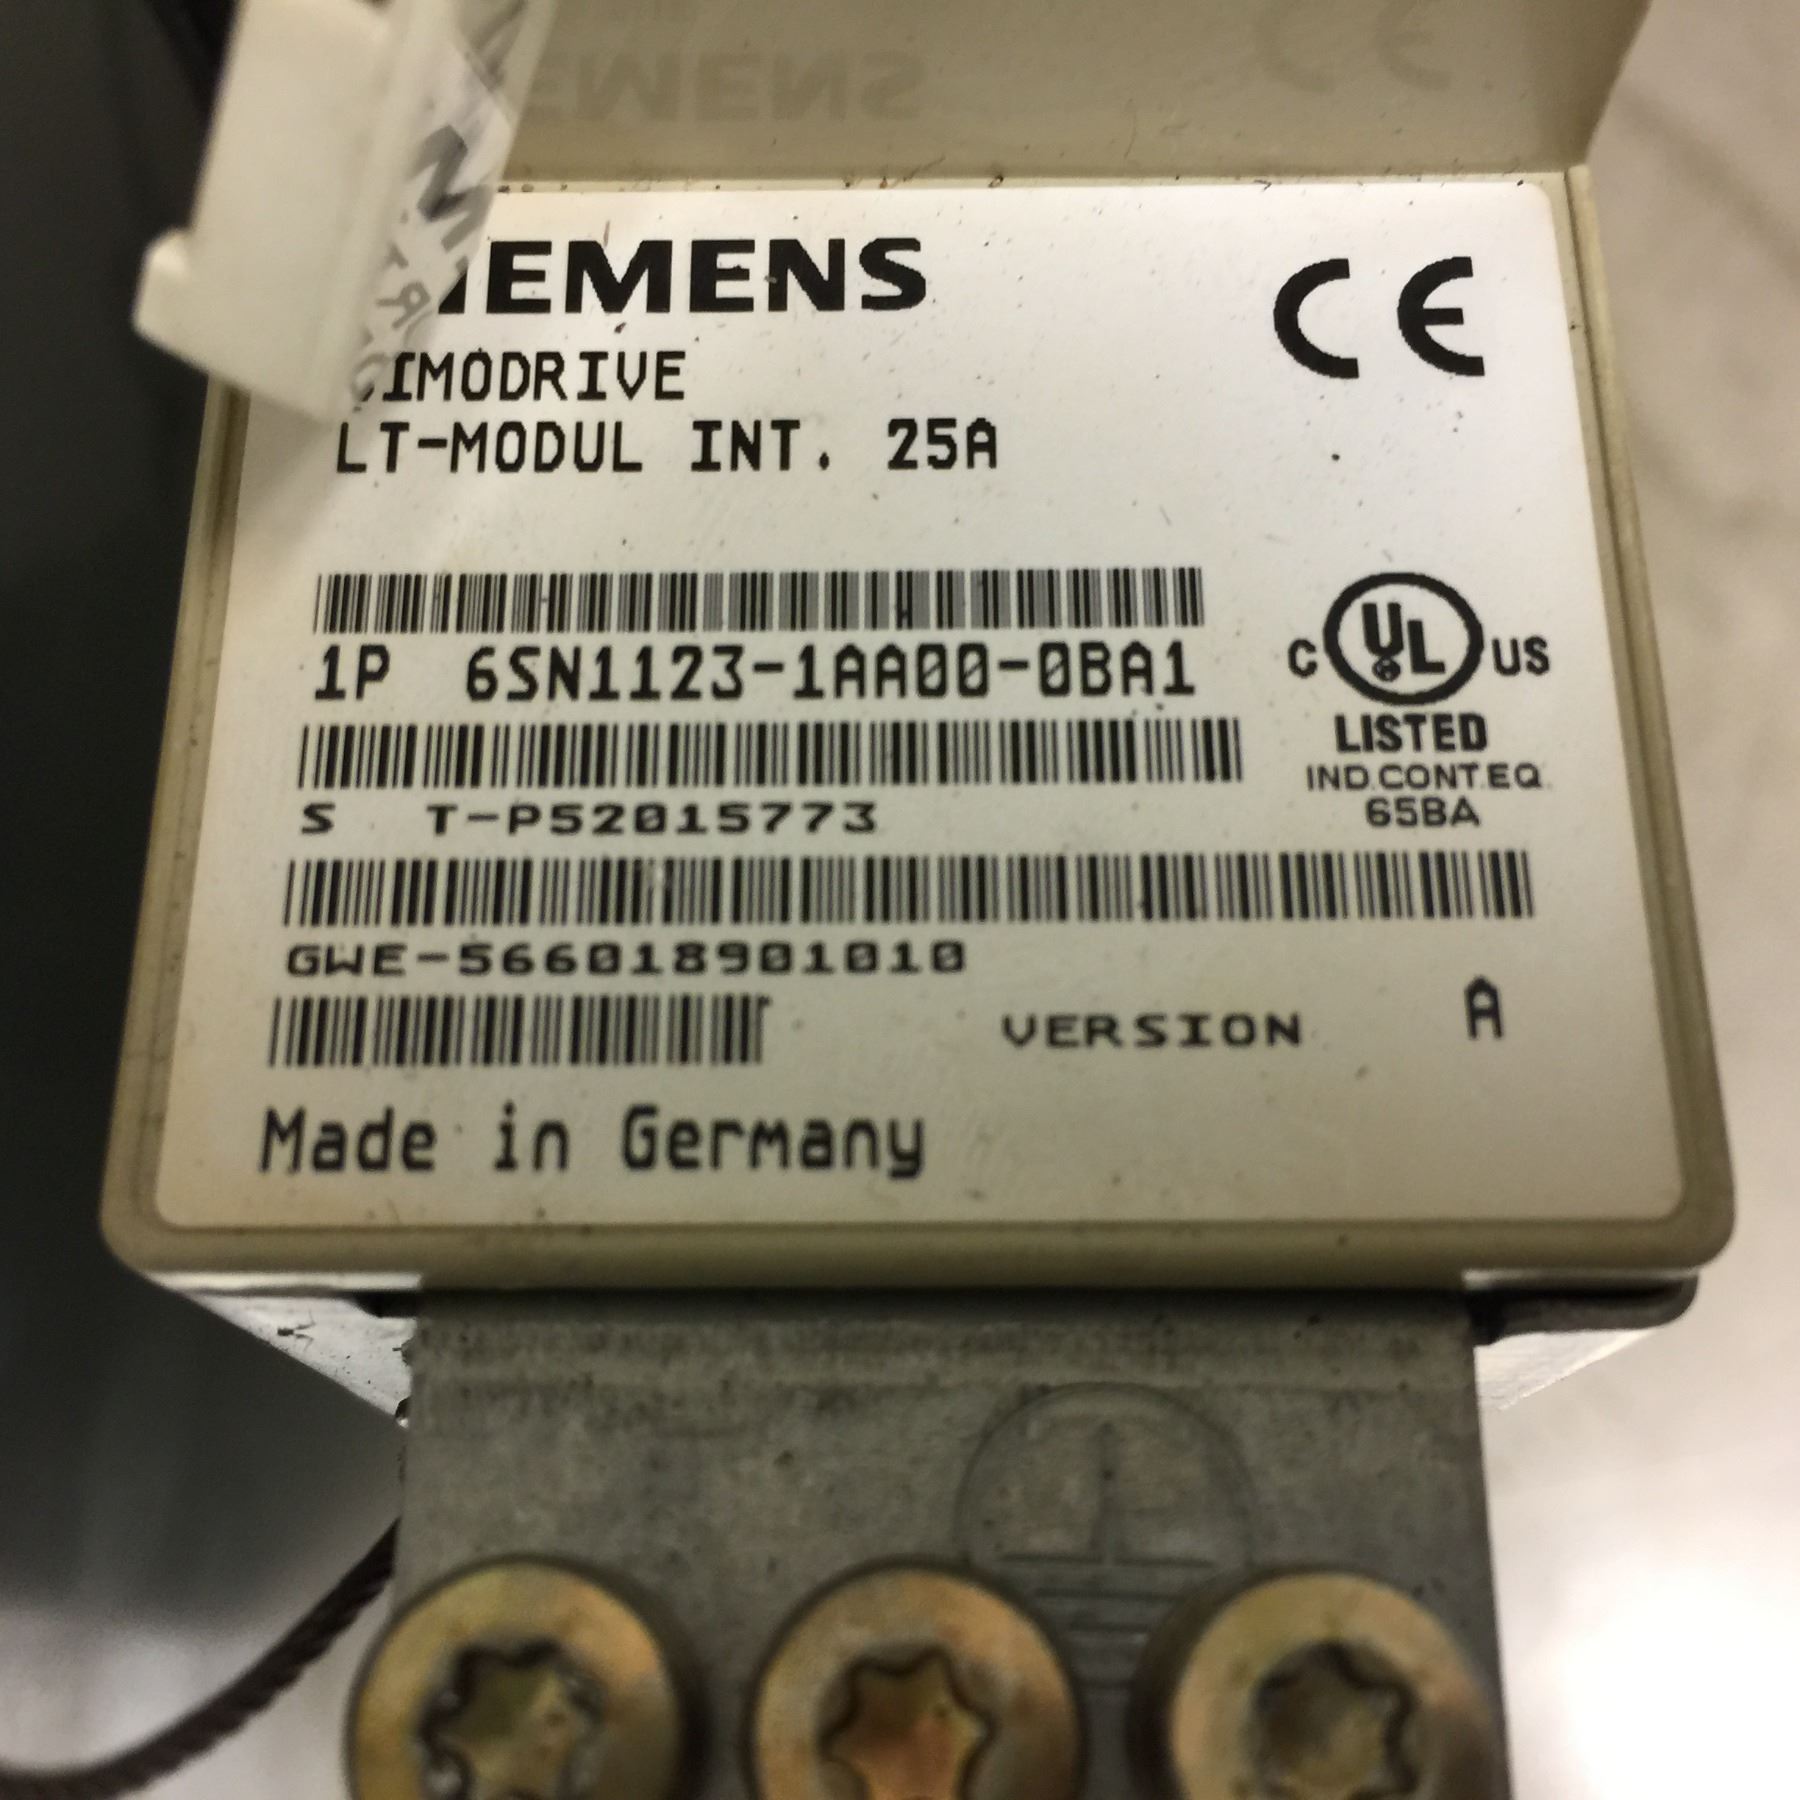 SIEMENS
CE
SIMODRIVE
LT-MODUL INT. 25A
1P 6SN1123-1AA00-0BA1
C UL US
LISTED
IND.CONT.EQ.
65BA
S T-P52015773
GWE-566018901010
VERSION A
Made in Germany